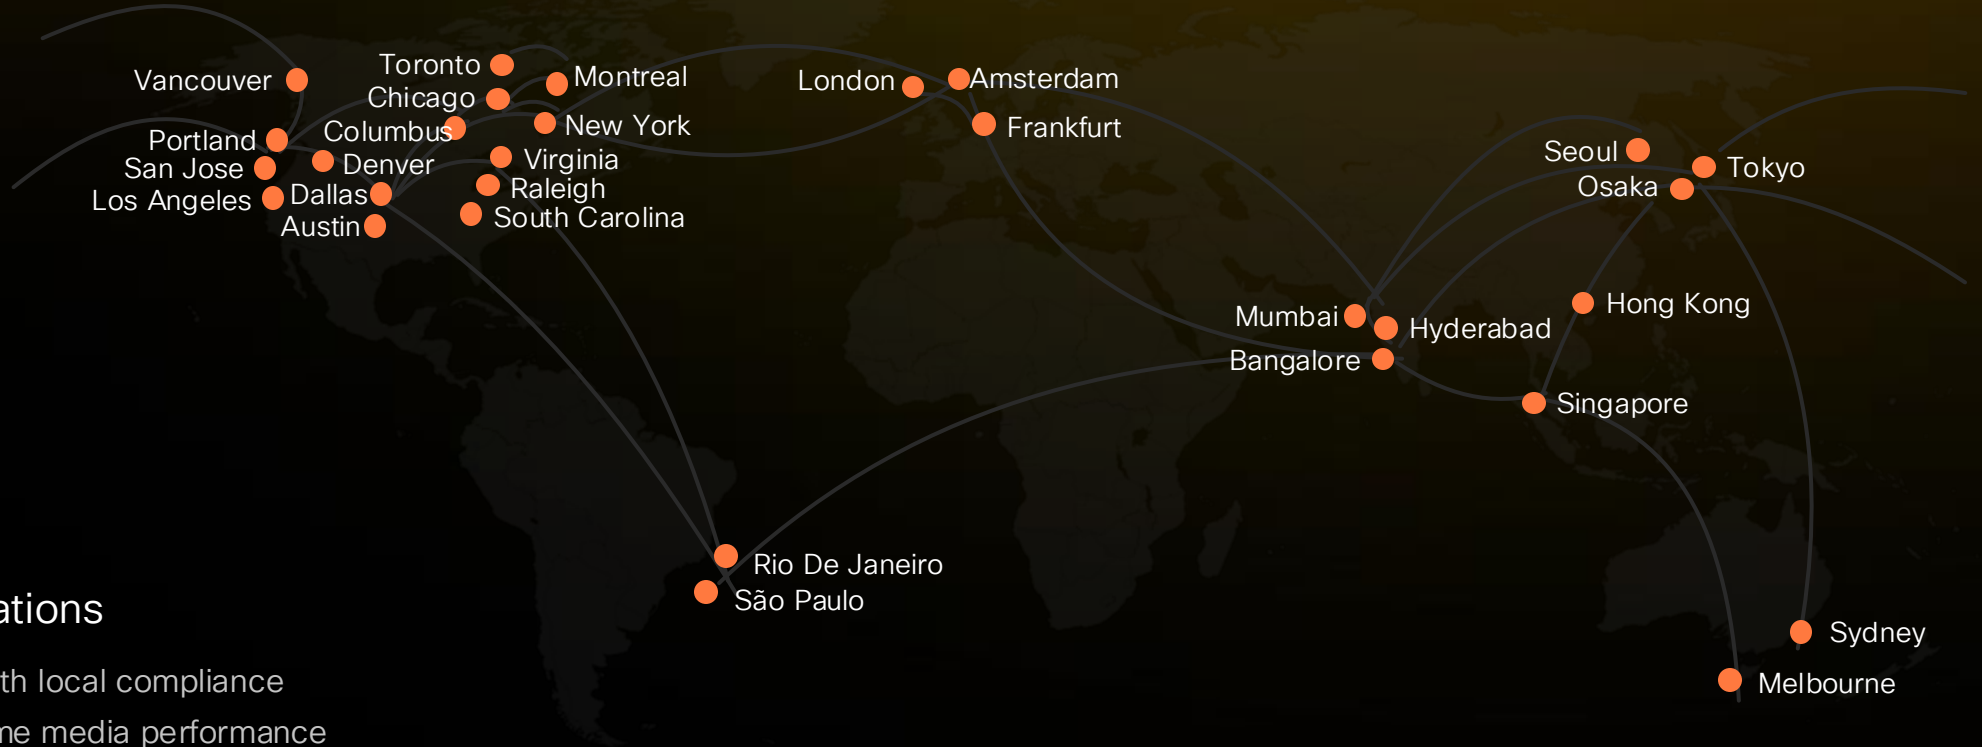 Toronto
Montreal
Vancouver
London
Amsterdam
Chicago
New York
Columbus
Frankfurt
Portland
Denver
Virginia
Seoul
Tokyo
San Jose
Raleigh
Osaka
Los Angeles
Dallas
South Carolina
Austin
Mumbai
Hyderabad
Hong Kong
Bangalore
Singapore
Rio De Janeiro
São Paulo
Sydney
Melbourne
ations
th local compliance
me media performance